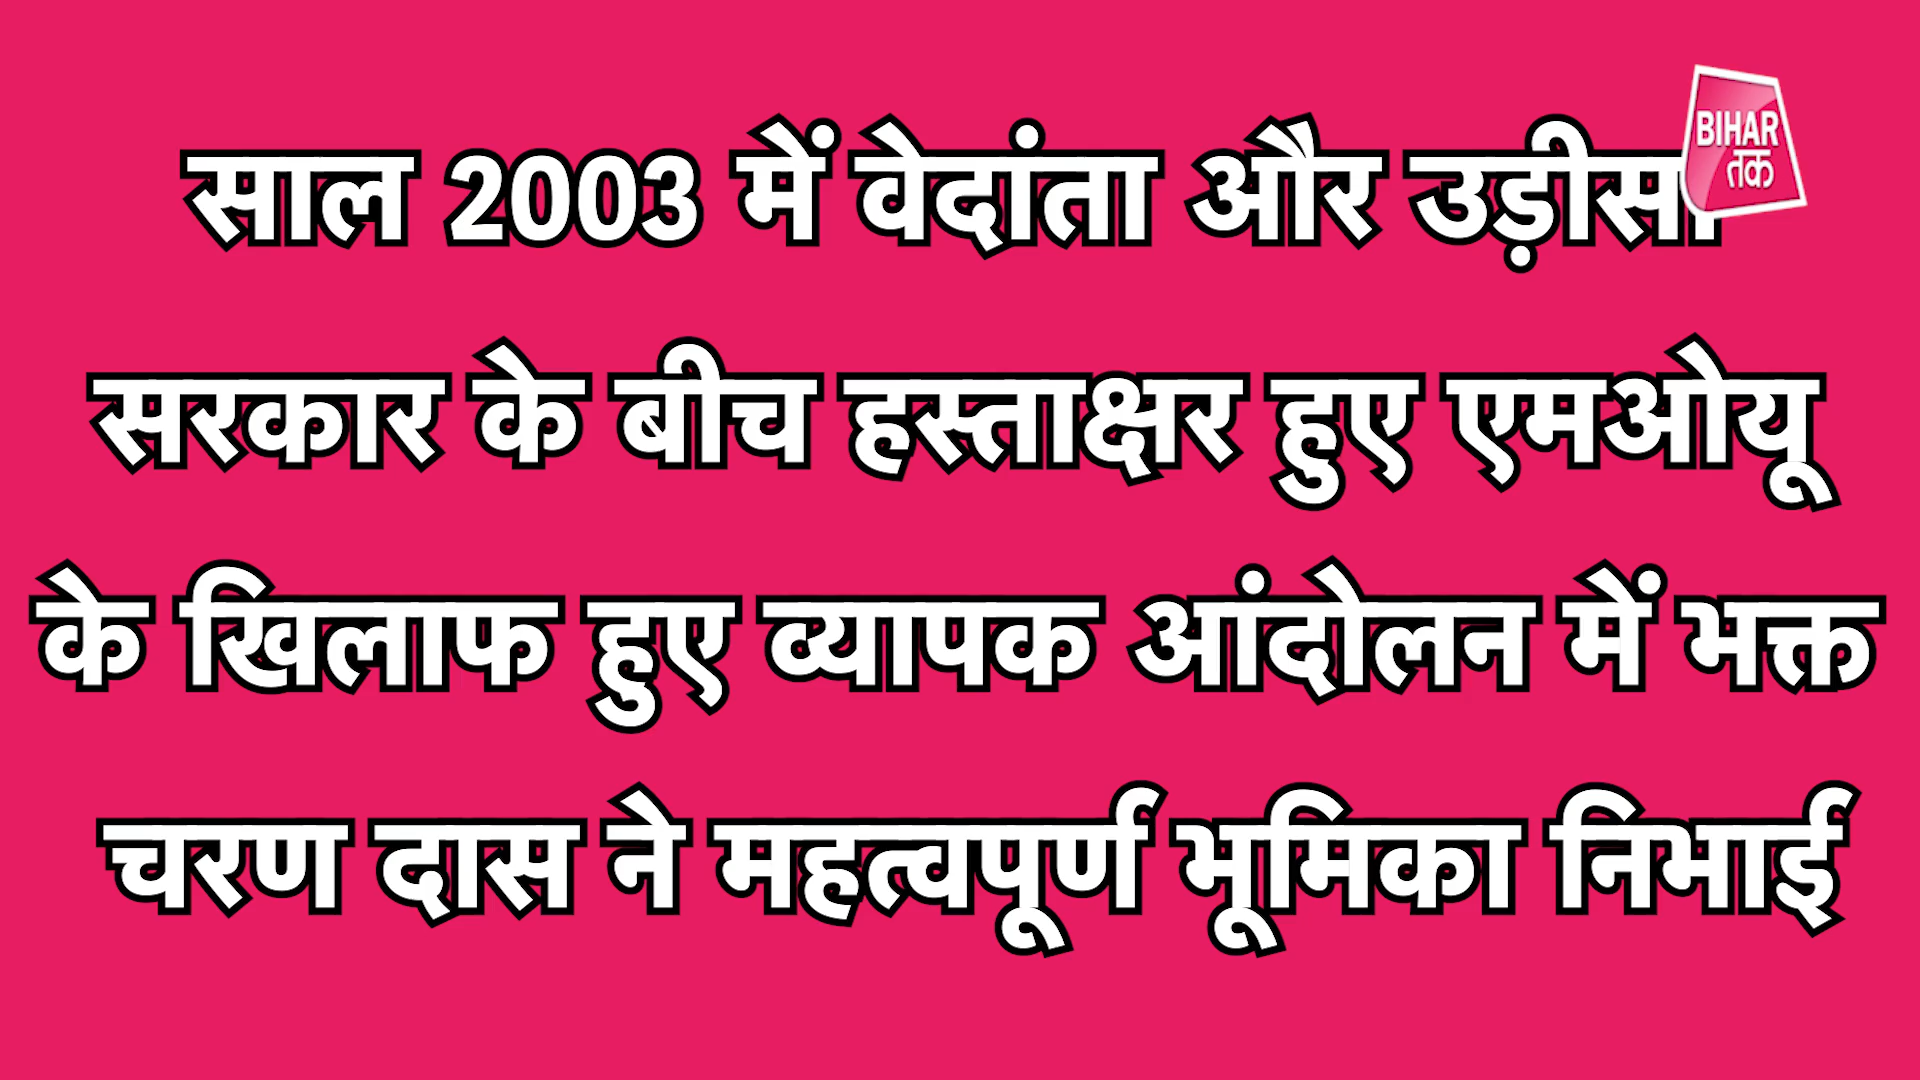 साल 2003 में वेदांता और उड़ीसा
BIHAR
तक
सरकार के बीच हस्ताक्षर हुए एमओयू
के खिलाफ हुए व्यापक आंदोलन में भक्त
चरण दास ने महत्वपूर्ण भूमिका निभाई